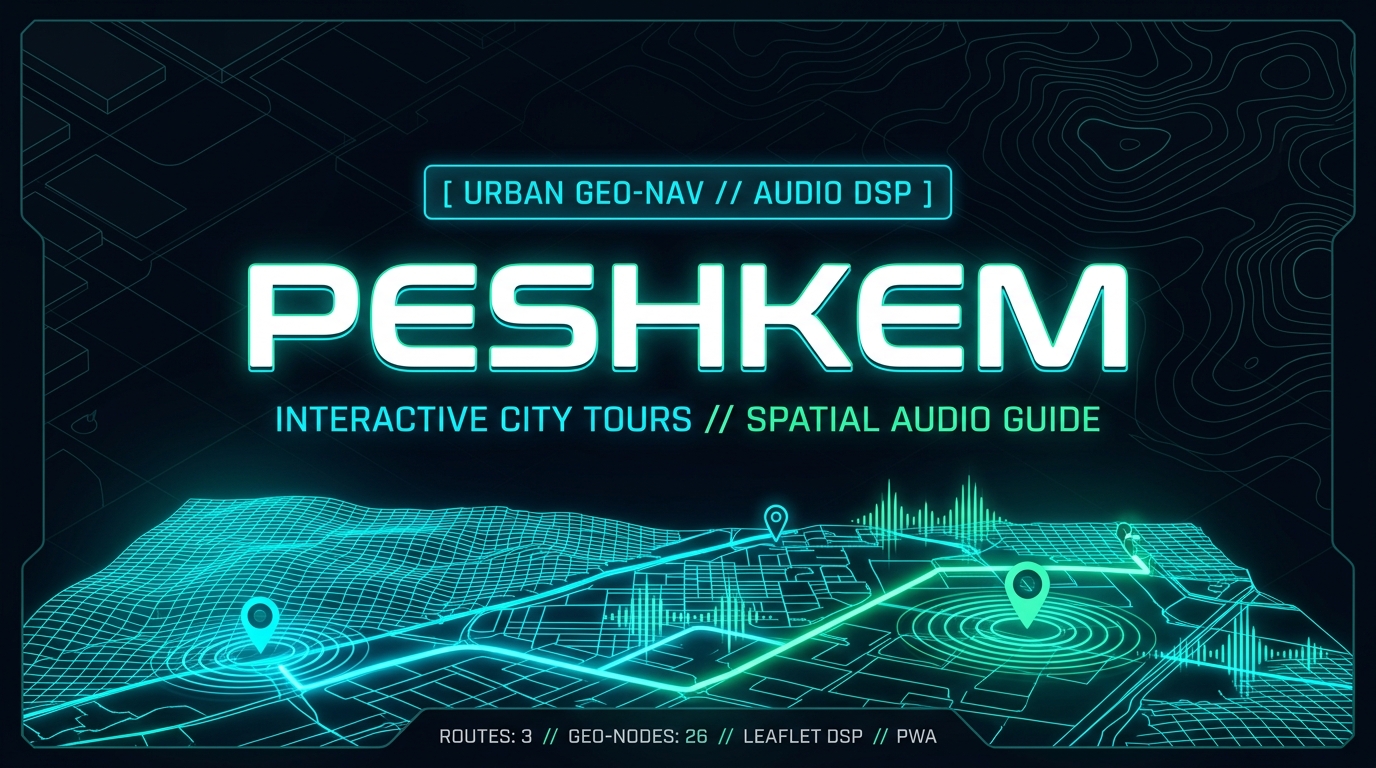 [ URBAN GEO-NAV // AUDIO DSP ]
PESHKEM
INTERACTIVE CITY TOURS // SPATIAL AUDIO GUIDE
ROUTES: 3 // GEO-NODES: 26 // LEAFLET DSP // PWA